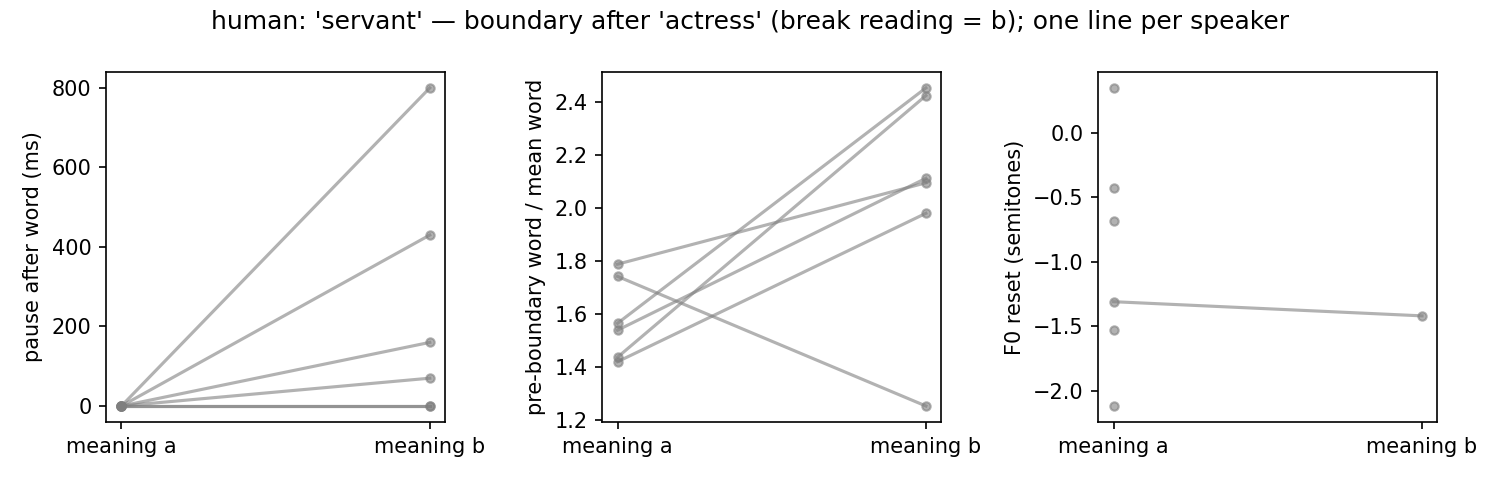 human: 'servant' — boundary after 'actress' (break reading = b); one line per speaker
pause after word (ms)
800
600
400
200
0
meaning a
meaning b
pre-boundary word / mean word
2.4
2.2
2.0
1.8
1.6
1.4
1.2
meaning a
meaning b
F0 reset (semitones)
0.0
−0.5
−1.0
−1.5
−2.0
meaning a
meaning b